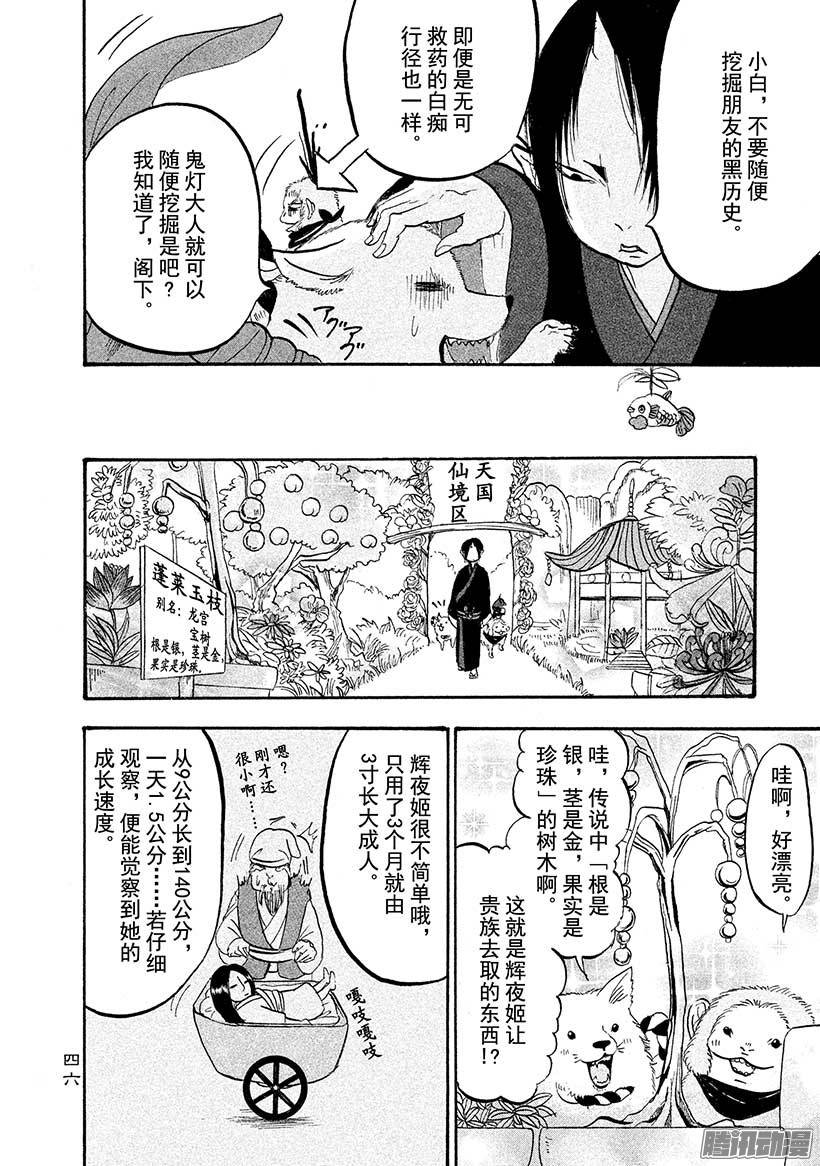 小白，不要随便
挖掘朋友的黑历史。
即便是无可
救药的白痴
行径也一样。
鬼灯大人就可以
随便挖掘是吧？
我知道了，阁下。
アグ
アグ
天国
仙境区
蓬莱玉枝
别名：龙宫
宝树
根是银，茎是金，
果实是珍珠。
哇啊，好漂亮。
哇，传说中「根是
银，茎是金，果实是
珍珠」的树木啊。
这就是辉夜姬让
贵族去取的东西!?
辉夜姬很不简单哦，
只用了3个月就由
3寸长大成人。
嗯？
刚才还
很小啊……
嘎吱嘎吱
从9公分长到140公分，
一天1.5公分……若仔细
观察，便能觉察到她的
成长速度。
四六
腾讯动漫